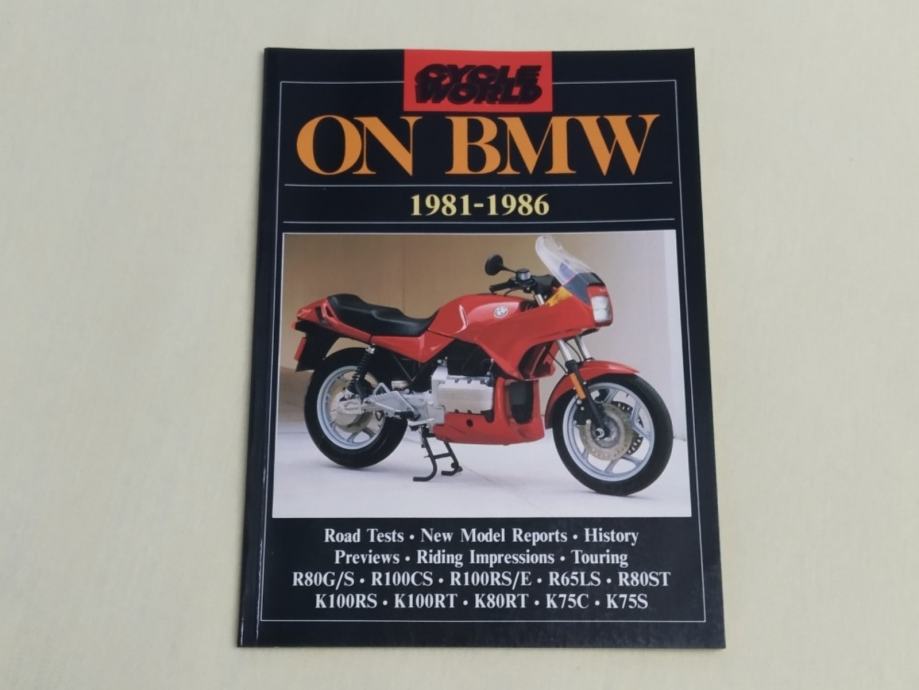 CYCLE
WORLD
ON BMW
1981-1986
Road Tests • New Model Reports • History
Previews • Riding Impressions • Touring
R80G/S • R100CS • R100RS/E • R65LS • R80ST
K100RS • K100RT • K80RT • K75C • K75S